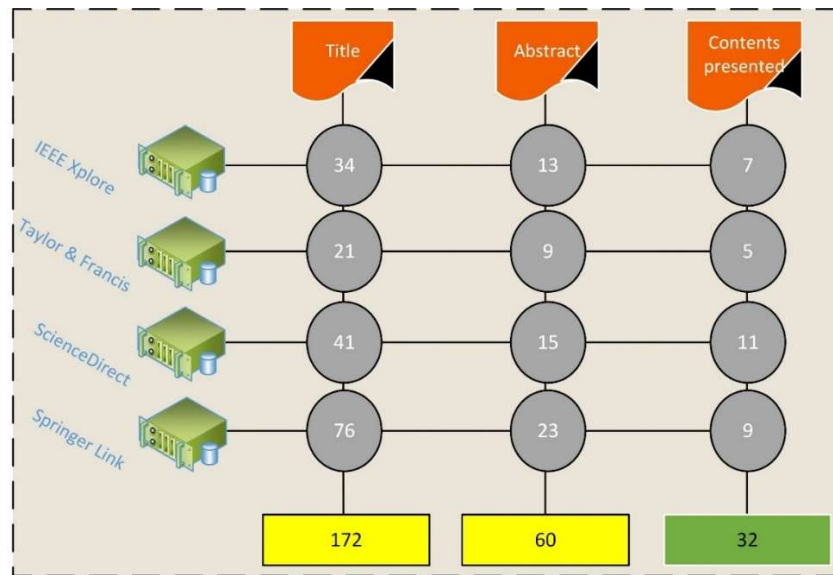 Title
Abstract
Contents
presented
IEEE Xplore
34
13
7
Taylor & Francis
21
9
5
ScienceDirect
41
15
11
Springer Link
76
23
9
172
60
32